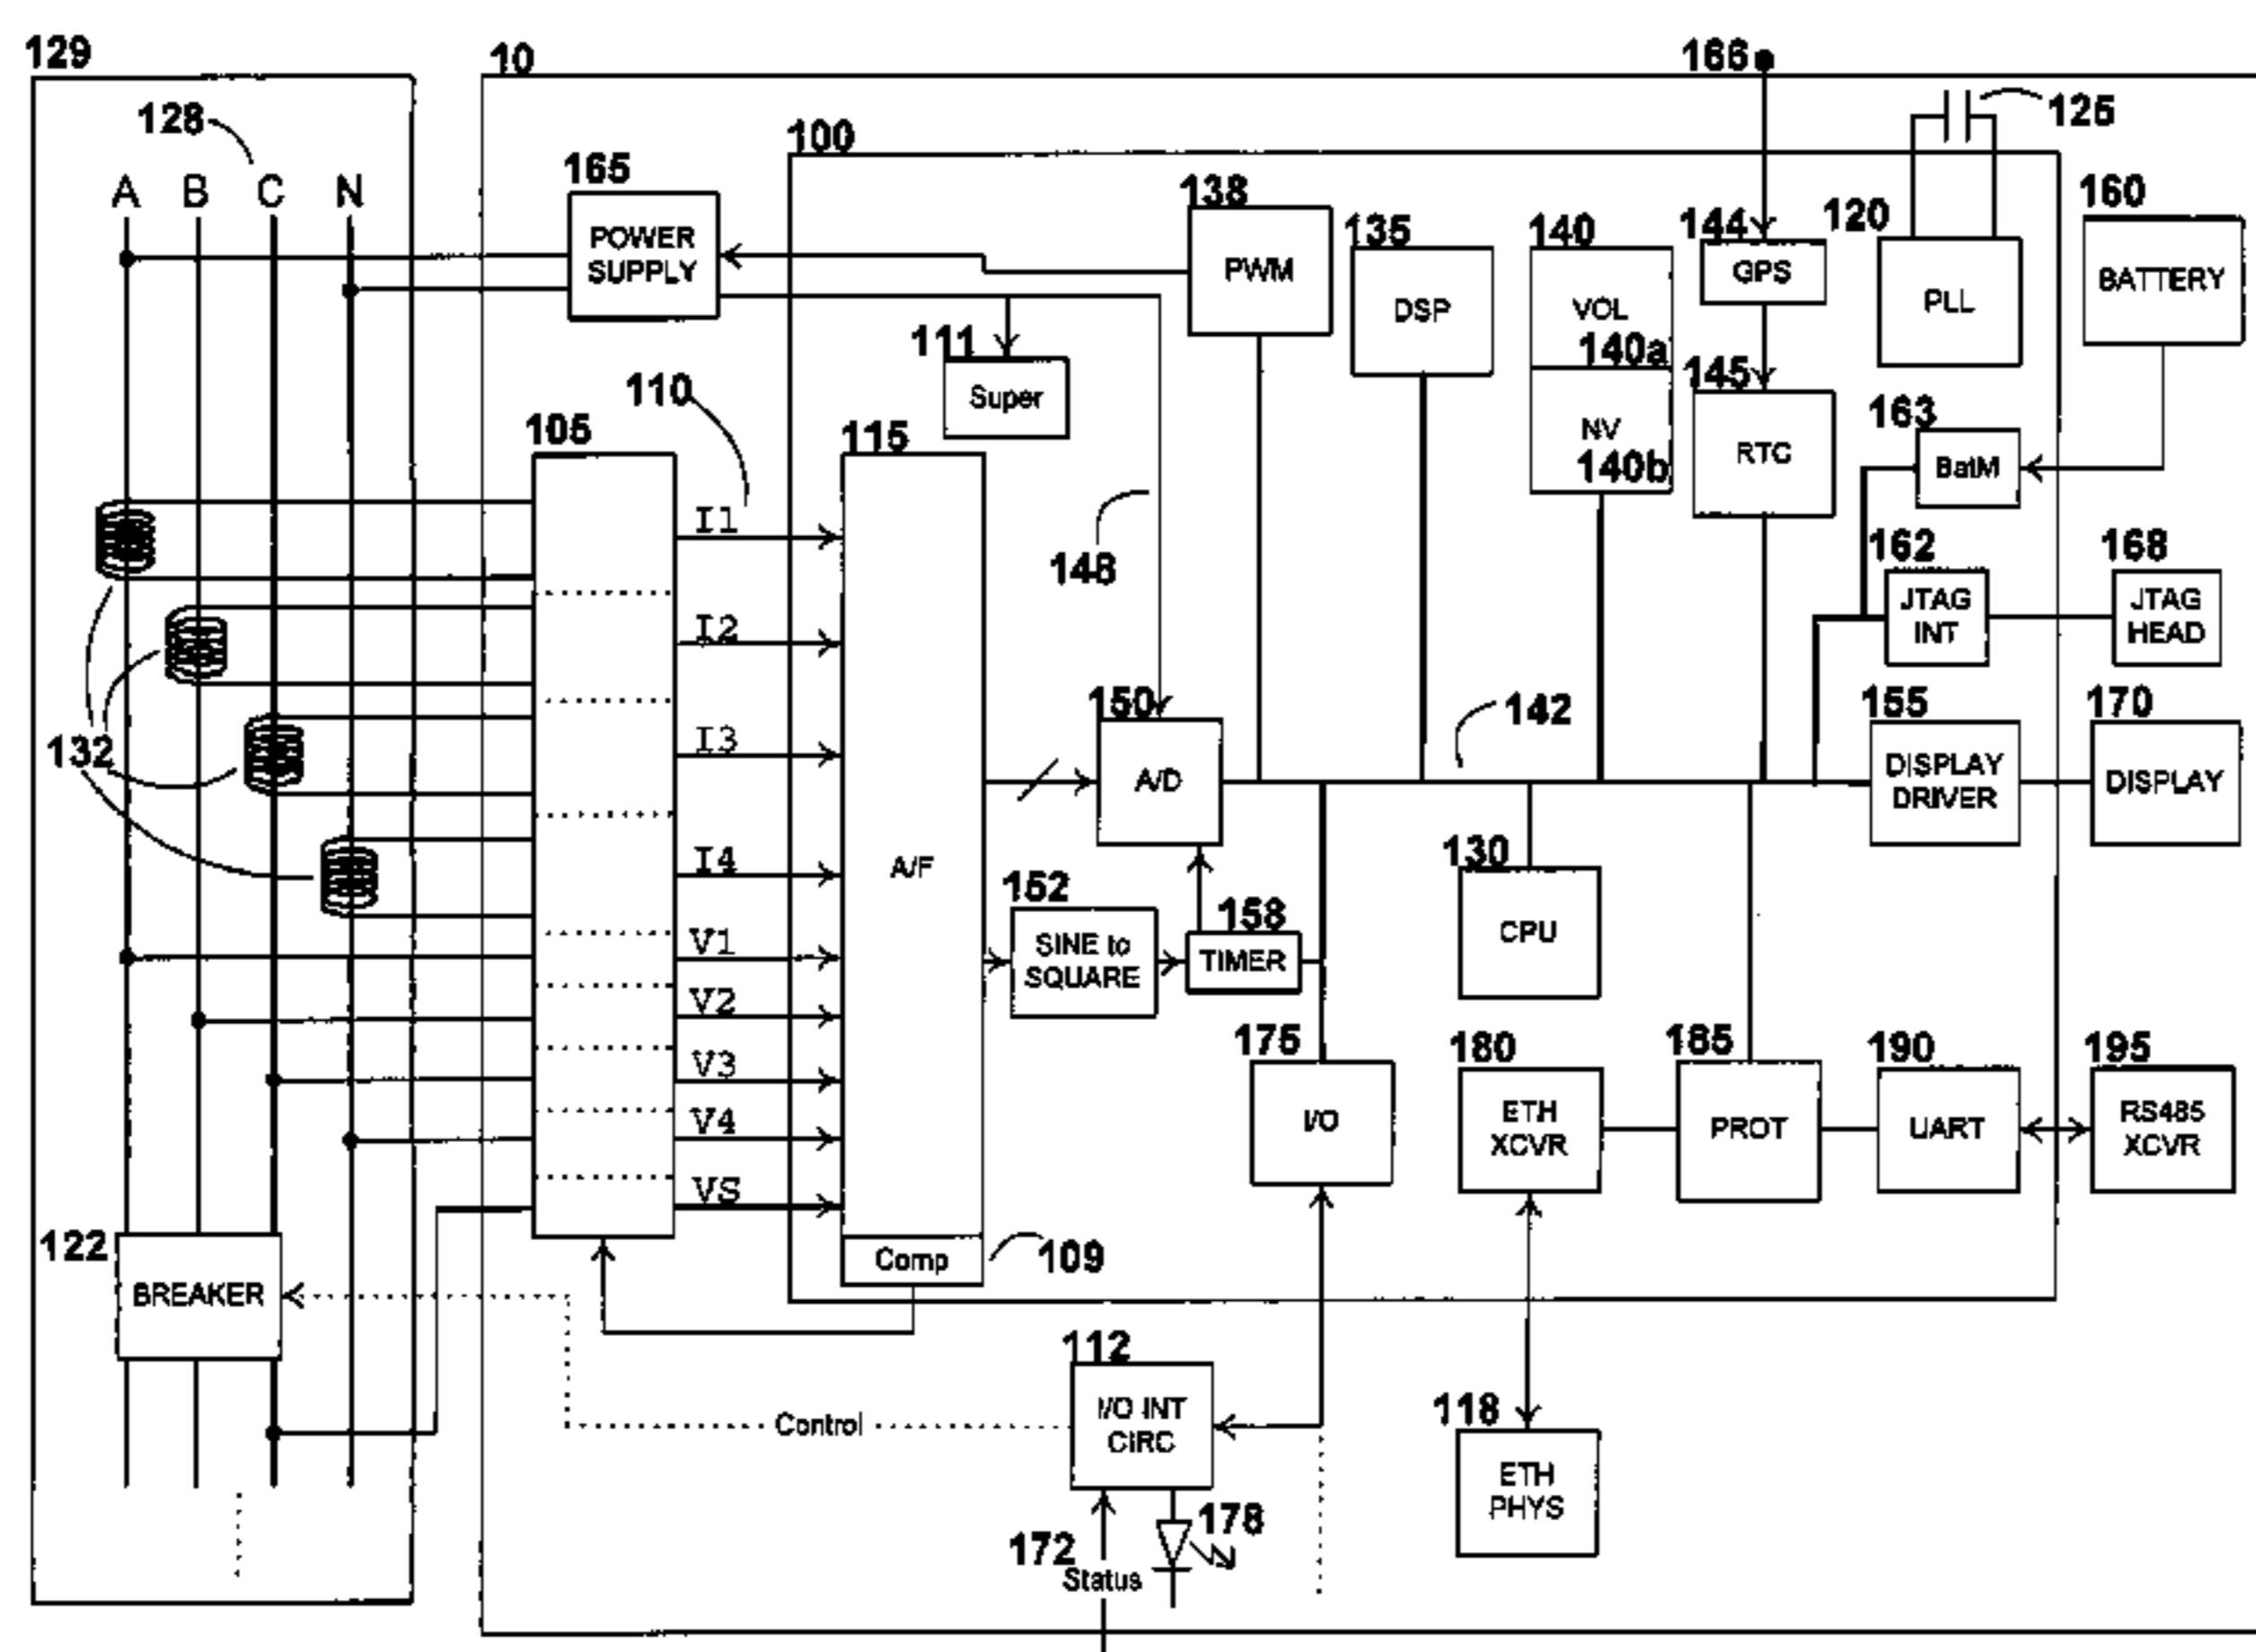 129
10
166
128
125
100
165
138
160
A B C N
POWER
SUPPLY
PWM
135
DSP
140
VOL
140a
NV
140b
144
GPS
120
PLL
BATTERY
111
Super
145
RTC
163
BatM
110
105
115
148
162
JTAG
INT
168
JTAG
HEAD
I1
I2
I3
I4
V1
V2
V3
V4
VS
132
A/F
150
A/D
142
155
DISPLAY
DRIVER
170
DISPLAY
130
CPU
152
SINE to
SQUARE
158
TIMER
175
I/O
180
ETH
XCVR
185
PROT
190
UART
195
RS485
XCVR
122
BREAKER
Comp
109
112
I/O INT
CIRC
Control
118
ETH
PHYS
172
Status
178